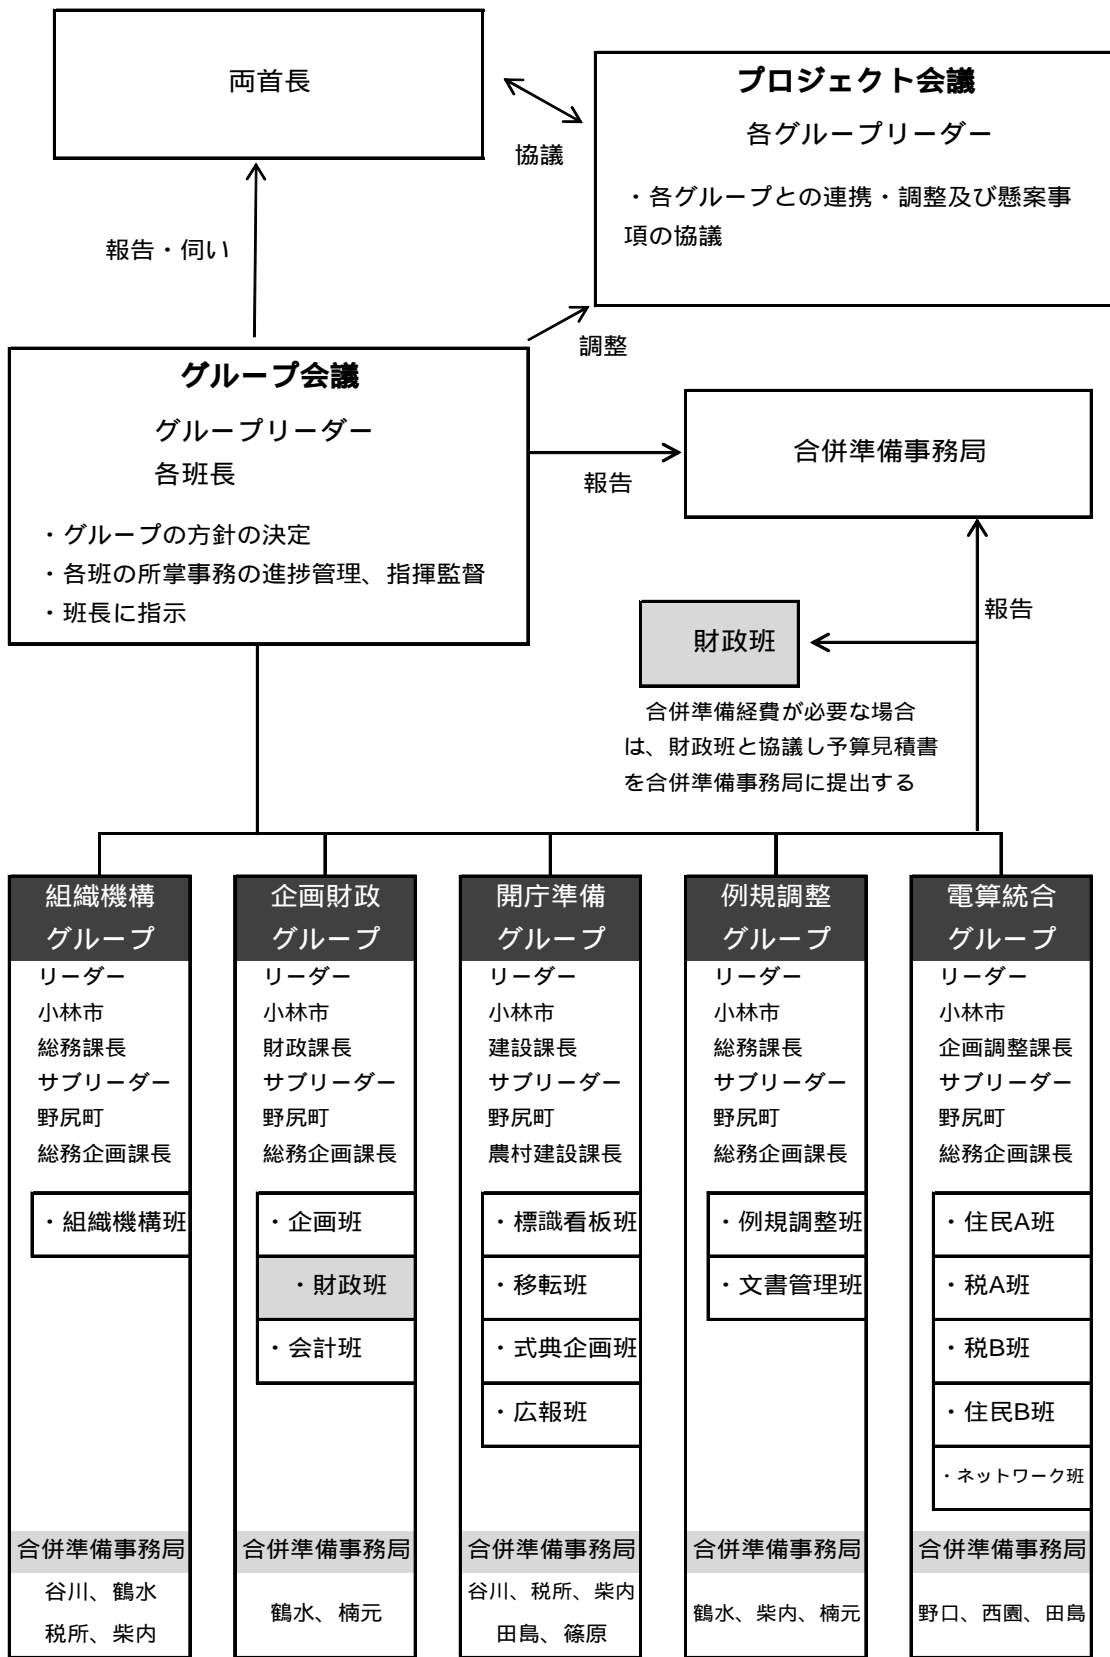 両首長
プロジェクト会議
各グループリーダー
・各グループとの連携・調整及び懸案事
項の協議
協議
報告・伺い
調整
グループ会議
グループリーダー
各班長
・グループの方針の決定
・各班の所掌事務の進捗管理、指揮監督
・班長に指示
報告
合併準備事務局
報告
財政班
合併準備経費が必要な場合
は、財政班と協議し予算見積書
を合併準備事務局に提出する
組織機構
グループ
リーダー
小林市
総務課長
サブリーダー
野尻町
総務企画課長
・組織機構班
合併準備事務局
谷川、鶴水
税所、柴内
企画財政
グループ
リーダー
小林市
財政課長
サブリーダー
野尻町
総務企画課長
・企画班
・財政班
・会計班
合併準備事務局
鶴水、楠元
開庁準備
グループ
リーダー
小林市
建設課長
サブリーダー
野尻町
農村建設課長
・標識看板班
・移転班
・式典企画班
・広報班
合併準備事務局
谷川、税所、柴内
田島、篠原
例規調整
グループ
リーダー
小林市
総務課長
サブリーダー
野尻町
総務企画課長
・例規調整班
・文書管理班
合併準備事務局
鶴水、柴内、楠元
電算統合
グループ
リーダー
小林市
企画調整課長
サブリーダー
野尻町
総務企画課長
・住民A班
・税A班
・税B班
・住民B班
・ネットワーク班
合併準備事務局
野口、西園、田島